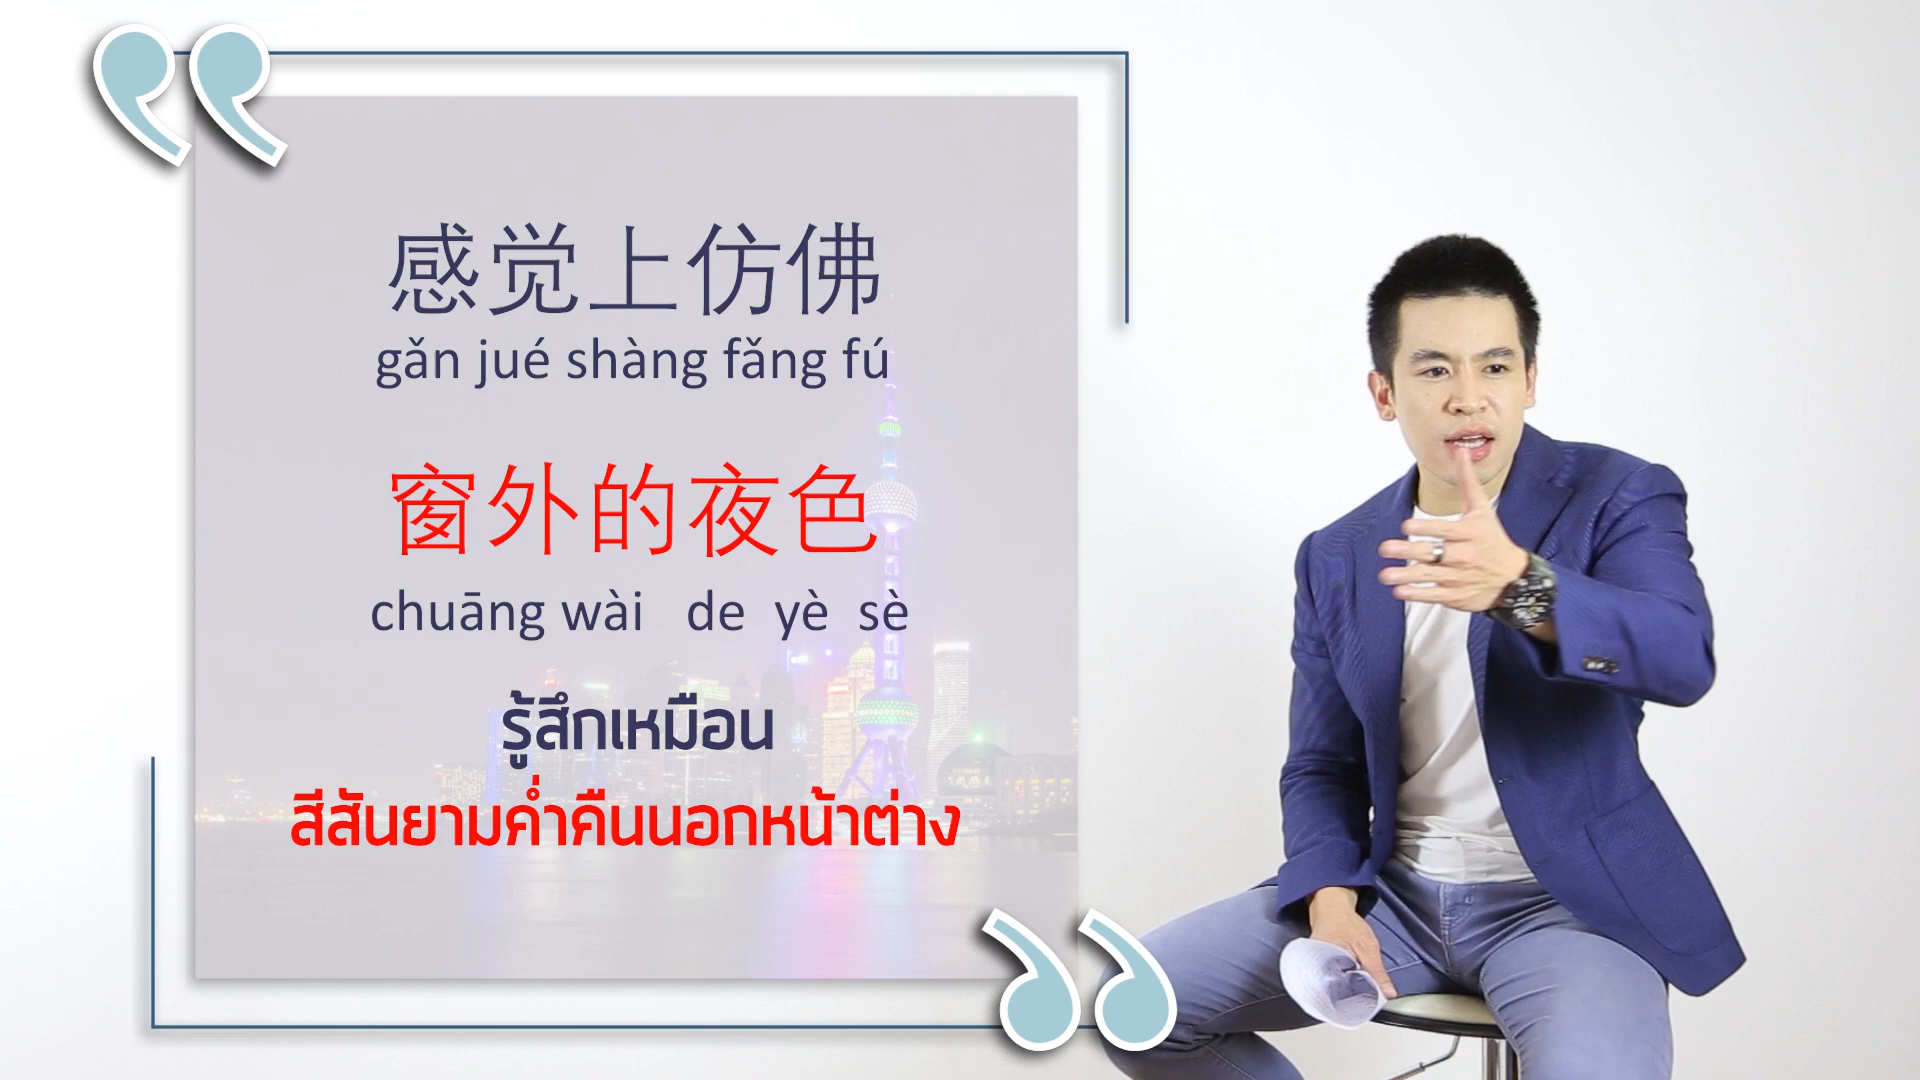 感觉上仿佛
gǎn jué shàng fǎng fú
窗外的夜色
chuāng wài de yè sè
รู้สึกเหมือน
สีสันยามค่ำคืนนอกหน้าต่าง